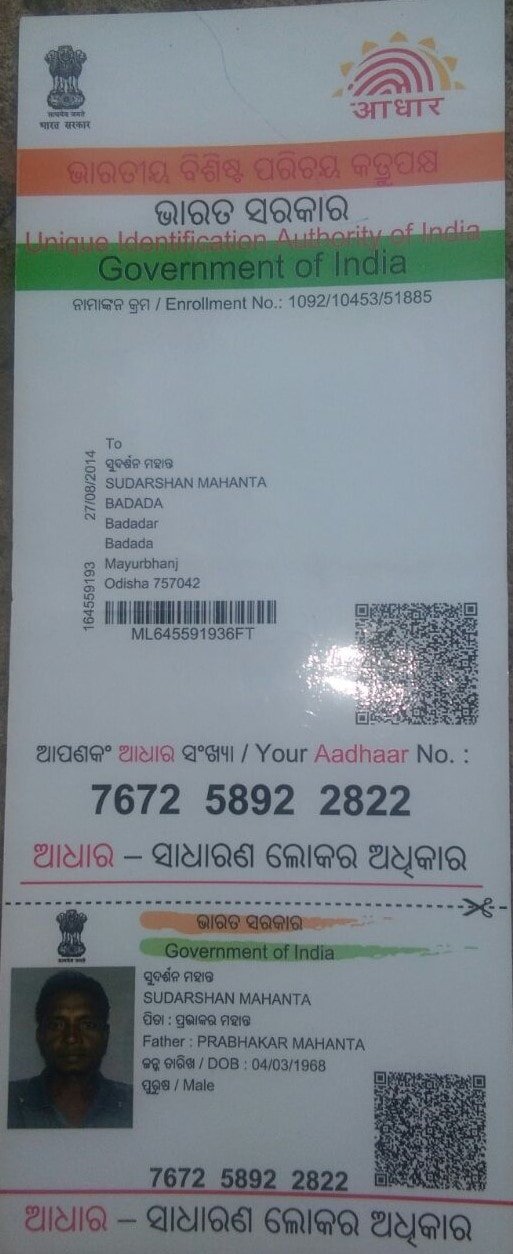 सत्यमेव जयते
भारत सरकार
आधार
ଭାରତୀୟ ବିଶିଷ୍ଟ ପରିଚୟ କତୃପକ୍ଷ
ଭାରତ ସରକାର
Unique Identification Authority of India
Government of India
ନାମାଙ୍କନ କ୍ରମ / Enrollment No.: 1092/10453/51885
To
ସୁଦର୍ଶନ ମହାନ୍ତ
SUDARSHAN MAHANTA
BADADA
Badadar
Badada
Mayurbhanj
Odisha 757042
27/08/2014
164559193
ML645591936FT
ଆପଣଙ୍କ ଆଧାର ସଂଖ୍ୟା / Your Aadhaar No. :
7672 5892 2822
ଆଧାର – ସାଧାରଣ ଲୋକର ଅଧିକାର
ଭାରତ ସରକାର
Government of India
ସୁଦର୍ଶନ ମହାନ୍ତ
SUDARSHAN MAHANTA
ପିତା : ପ୍ରଭାକର ମହାନ୍ତ
Father : PRABHAKAR MAHANTA
ଜନ୍ମ ତାରିଖ / DOB : 04/03/1968
ପୁରୁଷ / Male
7672 5892 2822
ଆଧାର – ସାଧାରଣ ଲୋକର ଅଧିକାର